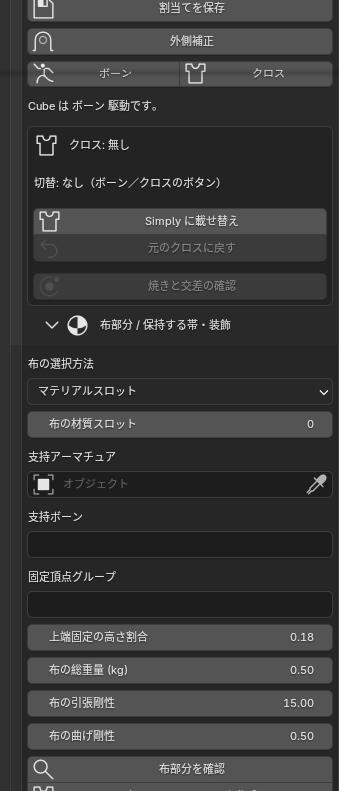 割当てを保存
外側補正
ボーン
クロス
Cube は ボーン 駆動です。
クロス: 無し
切替: なし（ボーン／クロスのボタン）
Simply に載せ替え
元のクロスに戻す
焼きと交差の確認
布部分 / 保持する帯・装飾
布の選択方法
マテリアルスロット
布の材質スロット 0
支持アーマチュア
オブジェクト
支持ボーン
固定頂点グループ
上端固定の高さ割合 0.18
布の総重量 (kg) 0.50
布の引張剛性 15.00
布の曲げ剛性 0.50
布部分を確認